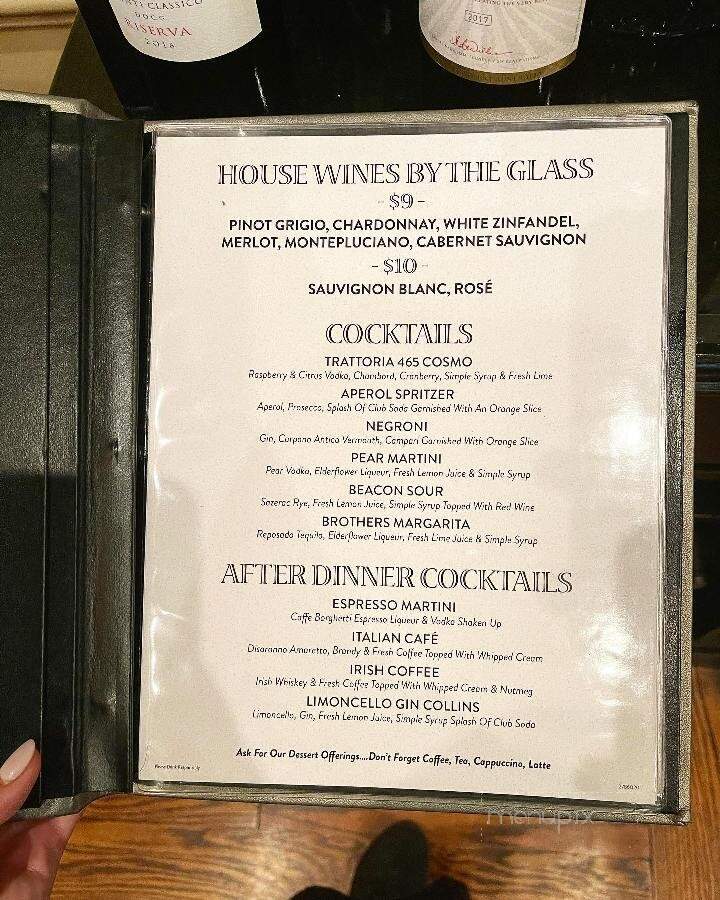 CLASSICO
DOCG
RISERVA
2018
2017
HOUSE WINES BY THE GLASS
- $9 -
PINOT GRIGIO, CHARDONNAY, WHITE ZINFANDEL,
MERLOT, MONTEPLUCIANO, CABERNET SAUVIGNON
- $10 -
SAUVIGNON BLANC, ROSÉ
COCKTAILS
TRATTORIA 465 COSMO
Raspberry & Citrus Vodka, Chambord, Cranberry, Simple Syrup & Fresh Lime
APEROL SPRITZER
Aperol, Prosecco, Splash Of Club Soda Garnished With An Orange Slice
NEGRONI
Gin, Carpano Antica Vermouth, Campari Garnished With Orange Slice
PEAR MARTINI
Pear Vodka, Elderflower Liqueur, Fresh Lemon Juice & Simple Syrup
BEACON SOUR
Sazerac Rye, Fresh Lemon Juice, Simple Syrup Topped With Red Wine
BROTHERS MARGARITA
Reposado Tequila, Elderflower Liqueur, Fresh Lime Juice & Simple Syrup
AFTER DINNER COCKTAILS
ESPRESSO MARTINI
Caffe Borghetti Espresso Liqueur & Vodka Shaken Up
ITALIAN CAFÉ
Disaronno Amaretto, Brandy & Fresh Coffee Topped With Whipped Cream
IRISH COFFEE
Irish Whiskey & Fresh Coffee Topped With Whipped Cream & Nutmeg
LIMONCELLO GIN COLLINS
Limoncello, Gin, Fresh Lemon Juice, Simple Syrup Splash Of Club Soda
Ask For Our Dessert Offerings....Don't Forget Coffee, Tea, Cappuccino, Latte
Please Drink Responsibly
menupix